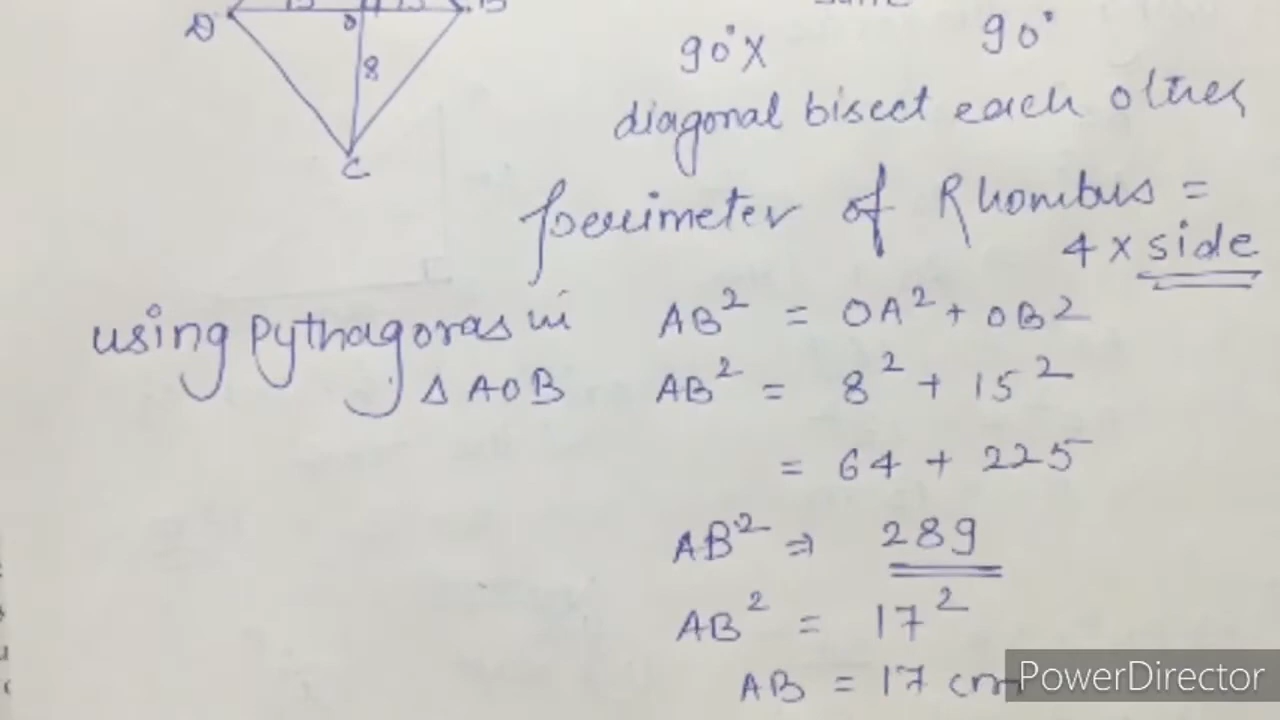 D
O
8
C
90° X 90°
diagonal bisect each other
perimeter of Rhombus =
4 x side
using Pythagoras in AB² = OA² + OB2
Δ AOB AB² = 8² + 15²
= 64 + 225
AB² ⇒ 289
AB² = 17²
AB = 17 cm
PowerDirector